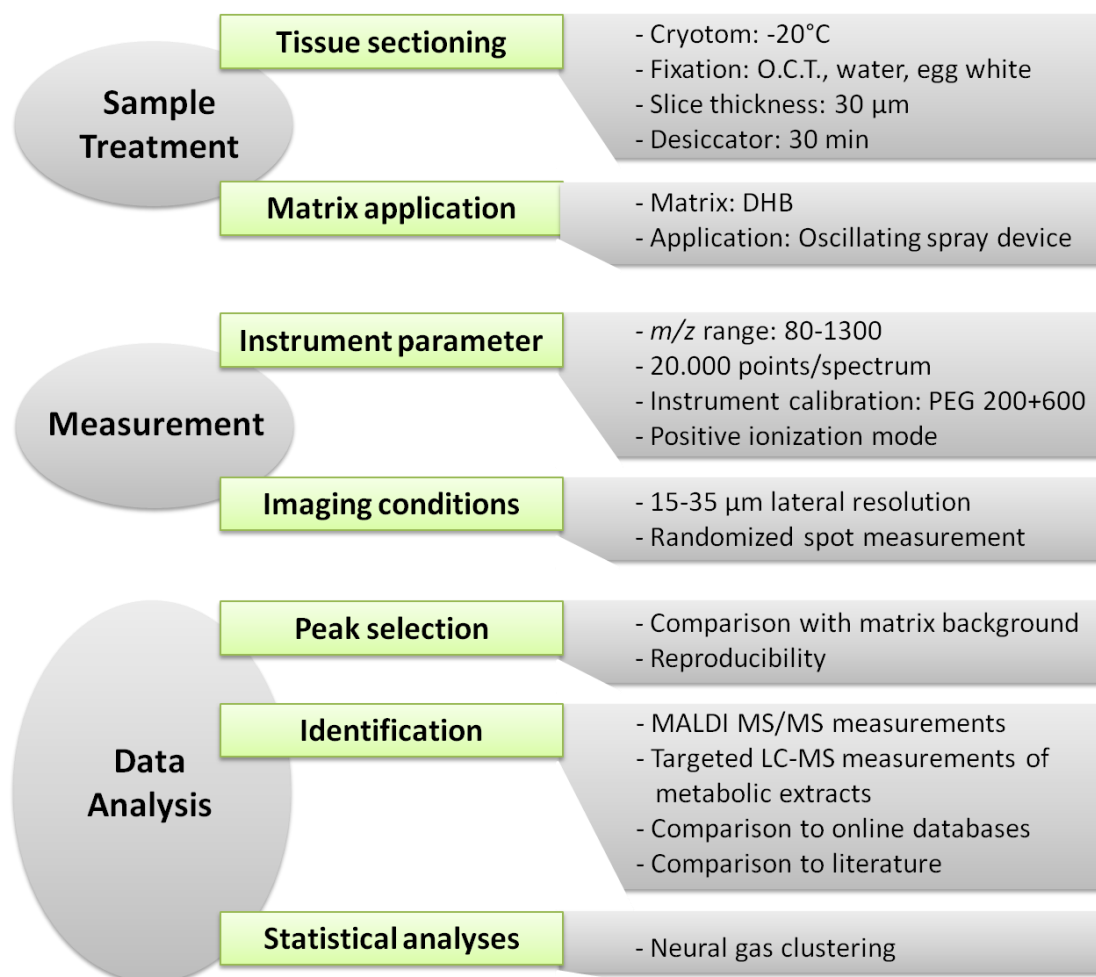 Sample
Treatment
Tissue sectioning
- Cryotom: -20°C
- Fixation: O.C.T., water, egg white
- Slice thickness: 30 µm
- Desiccator: 30 min
Matrix application
- Matrix: DHB
- Application: Oscillating spray device
Measurement
Instrument parameter
- m/z range: 80-1300
- 20.000 points/spectrum
- Instrument calibration: PEG 200+600
- Positive ionization mode
Imaging conditions
- 15-35 µm lateral resolution
- Randomized spot measurement
Data
Analysis
Peak selection
- Comparison with matrix background
- Reproducibility
Identification
- MALDI MS/MS measurements
- Targeted LC-MS measurements of
metabolic extracts
- Comparison to online databases
- Comparison to literature
Statistical analyses
- Neural gas clustering